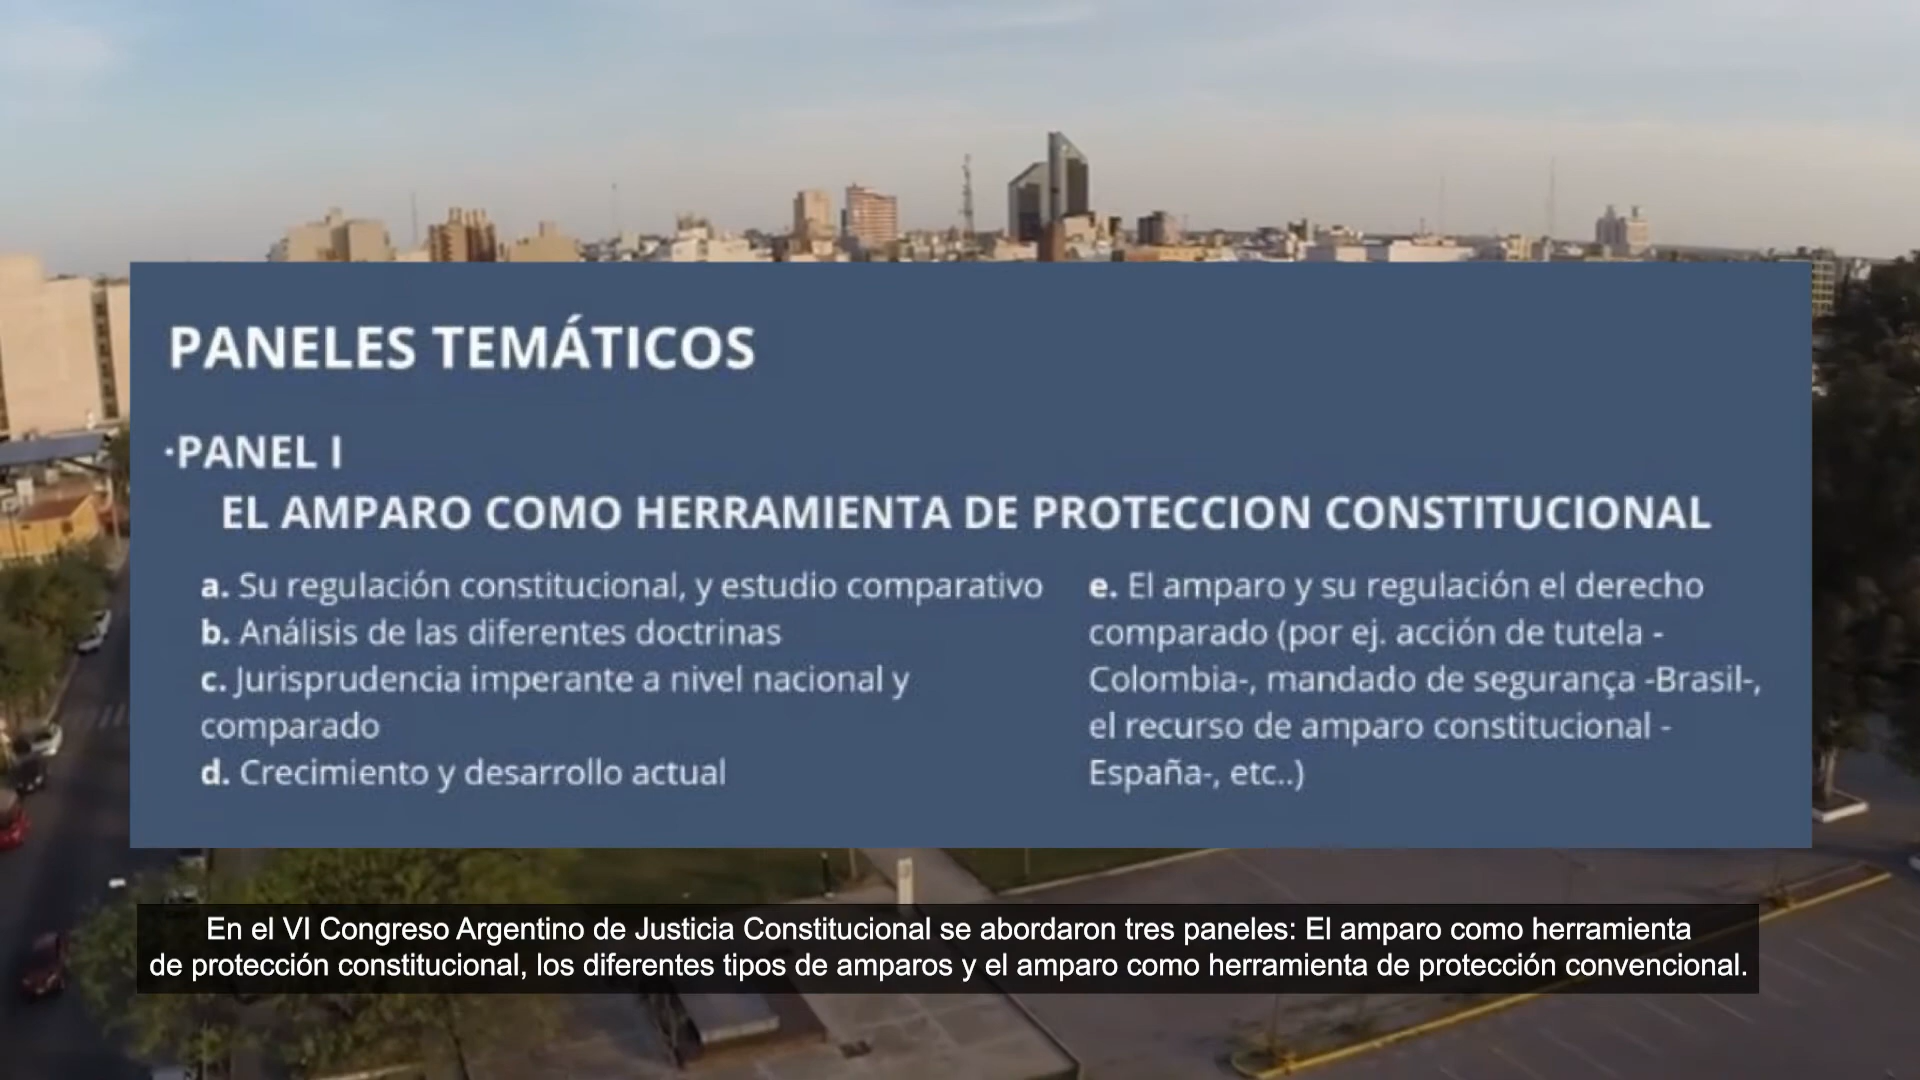 PANELES TEMÁTICOS
·PANEL I
EL AMPARO COMO HERRAMIENTA DE PROTECCION CONSTITUCIONAL
a. Su regulación constitucional, y estudio comparativo
b. Análisis de las diferentes doctrinas
c. Jurisprudencia imperante a nivel nacional y
comparado
d. Crecimiento y desarrollo actual
e. El amparo y su regulación el derecho
comparado (por ej. acción de tutela -
Colombia-, mandado de segurança -Brasil-,
el recurso de amparo constitucional -
España-, etc..)
En el VI Congreso Argentino de Justicia Constitucional se abordaron tres paneles: El amparo como herramienta
de protección constitucional, los diferentes tipos de amparos y el amparo como herramienta de protección convencional.